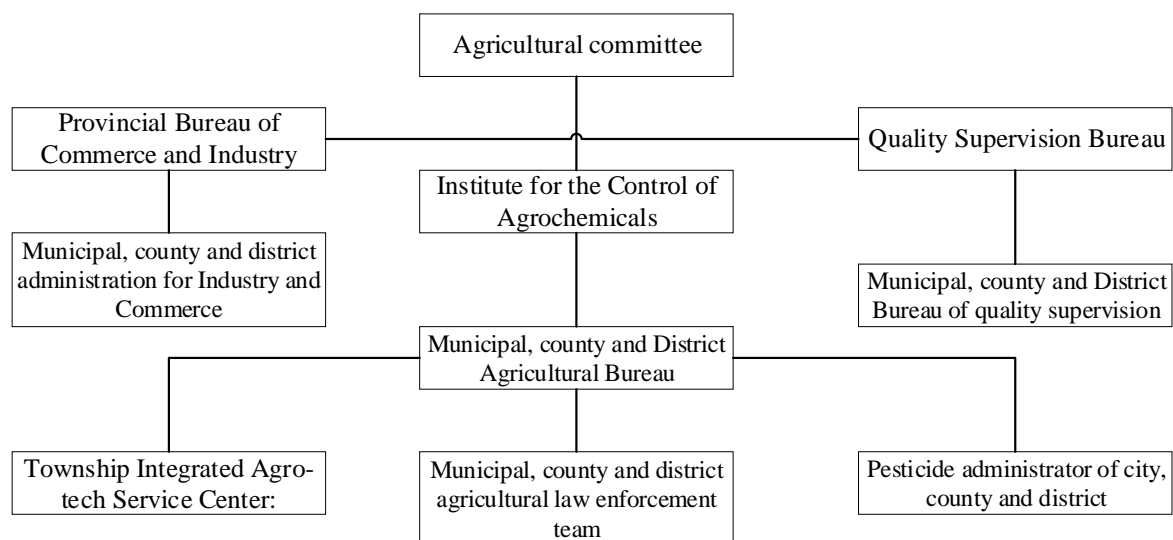 Agricultural committee
Provincial Bureau of
Commerce and Industry
Quality Supervision Bureau
Institute for the Control of
Agrochemicals
Municipal, county and district
administration for Industry and
Commerce
Municipal, county and District
Bureau of quality supervision
Municipal, county and District
Agricultural Bureau
Township Integrated Agro-
tech Service Center:
Municipal, county and district
agricultural law enforcement
team
Pesticide administrator of city,
county and district